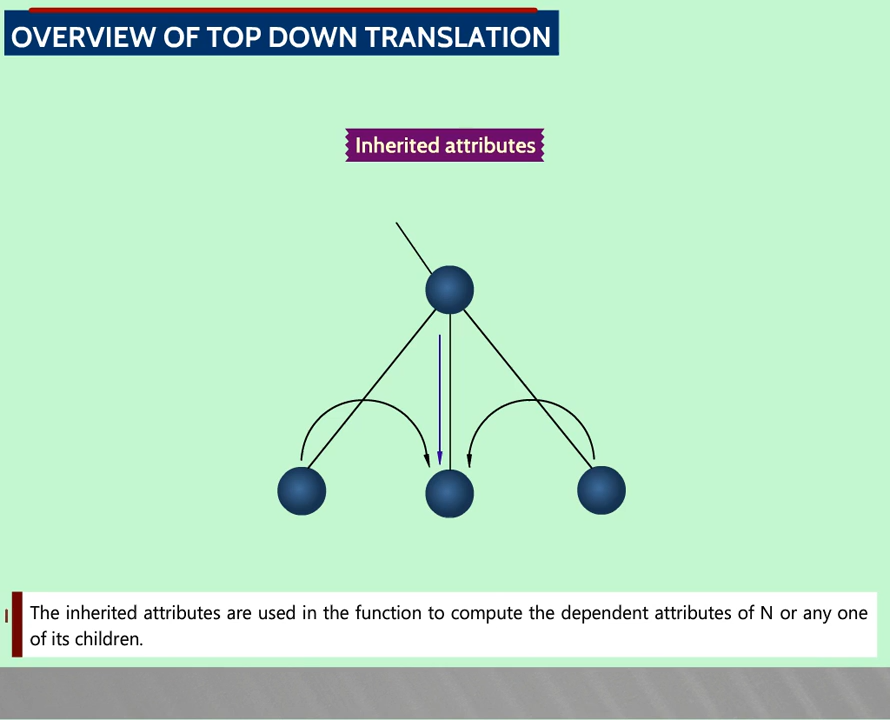 OVERVIEW OF TOP DOWN TRANSLATION
Inherited attributes
The inherited attributes are used in the function to compute the dependent attributes of N or any one
of its children.